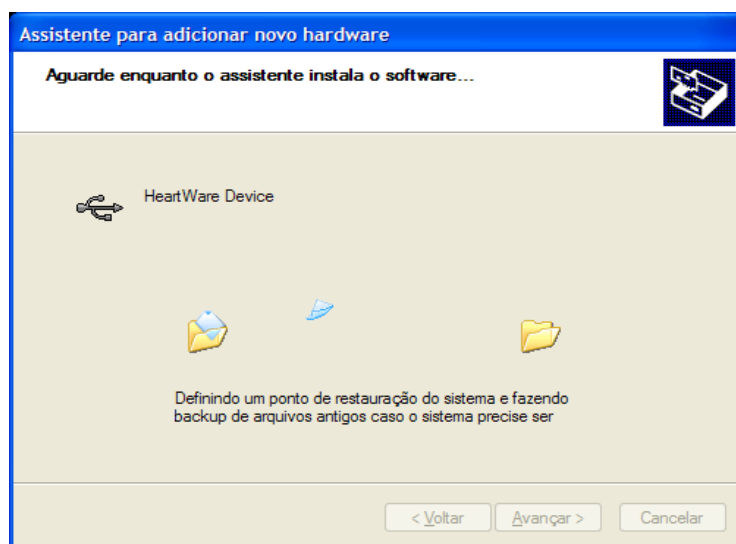 Assistente para adicionar novo hardware
Aguarde enquanto o assistente instala o software...
HeartWare Device
Definindo um ponto de restauração do sistema e fazendo
backup de arquivos antigos caso o sistema precise ser
< Voltar
Avançar >
Cancelar